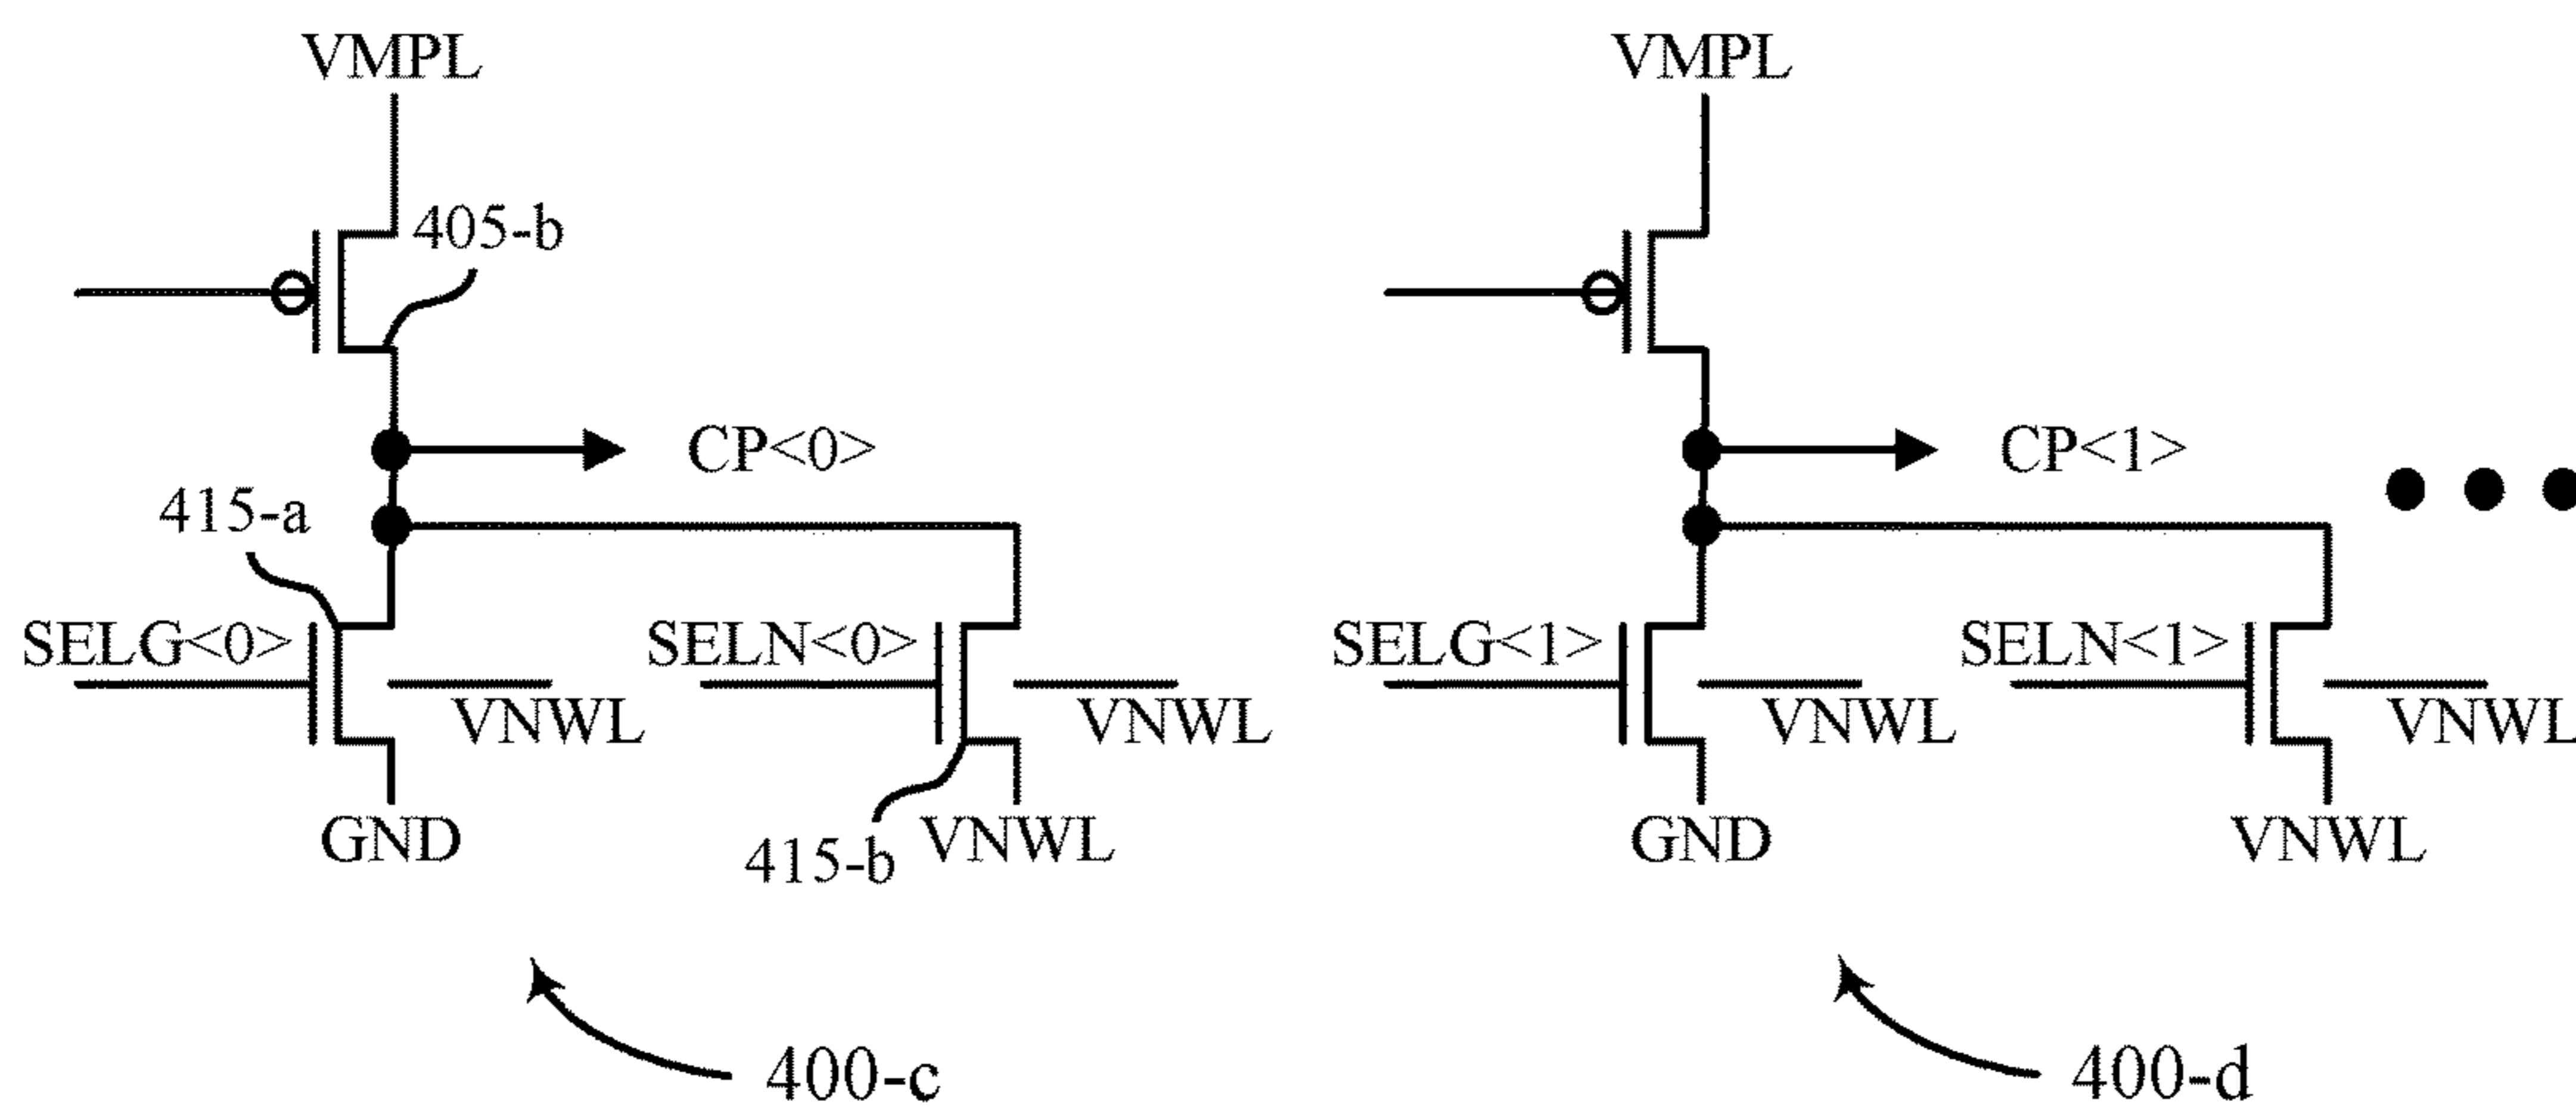 VMPL VMPL
405-b
CP<0> CP<1>
415-a
SELG<0> SELN<0> SELG<1> SELN<1>
VNWL VNWL VNWL VNWL
GND 415-b VNWL GND VNWL
400-c 400-d